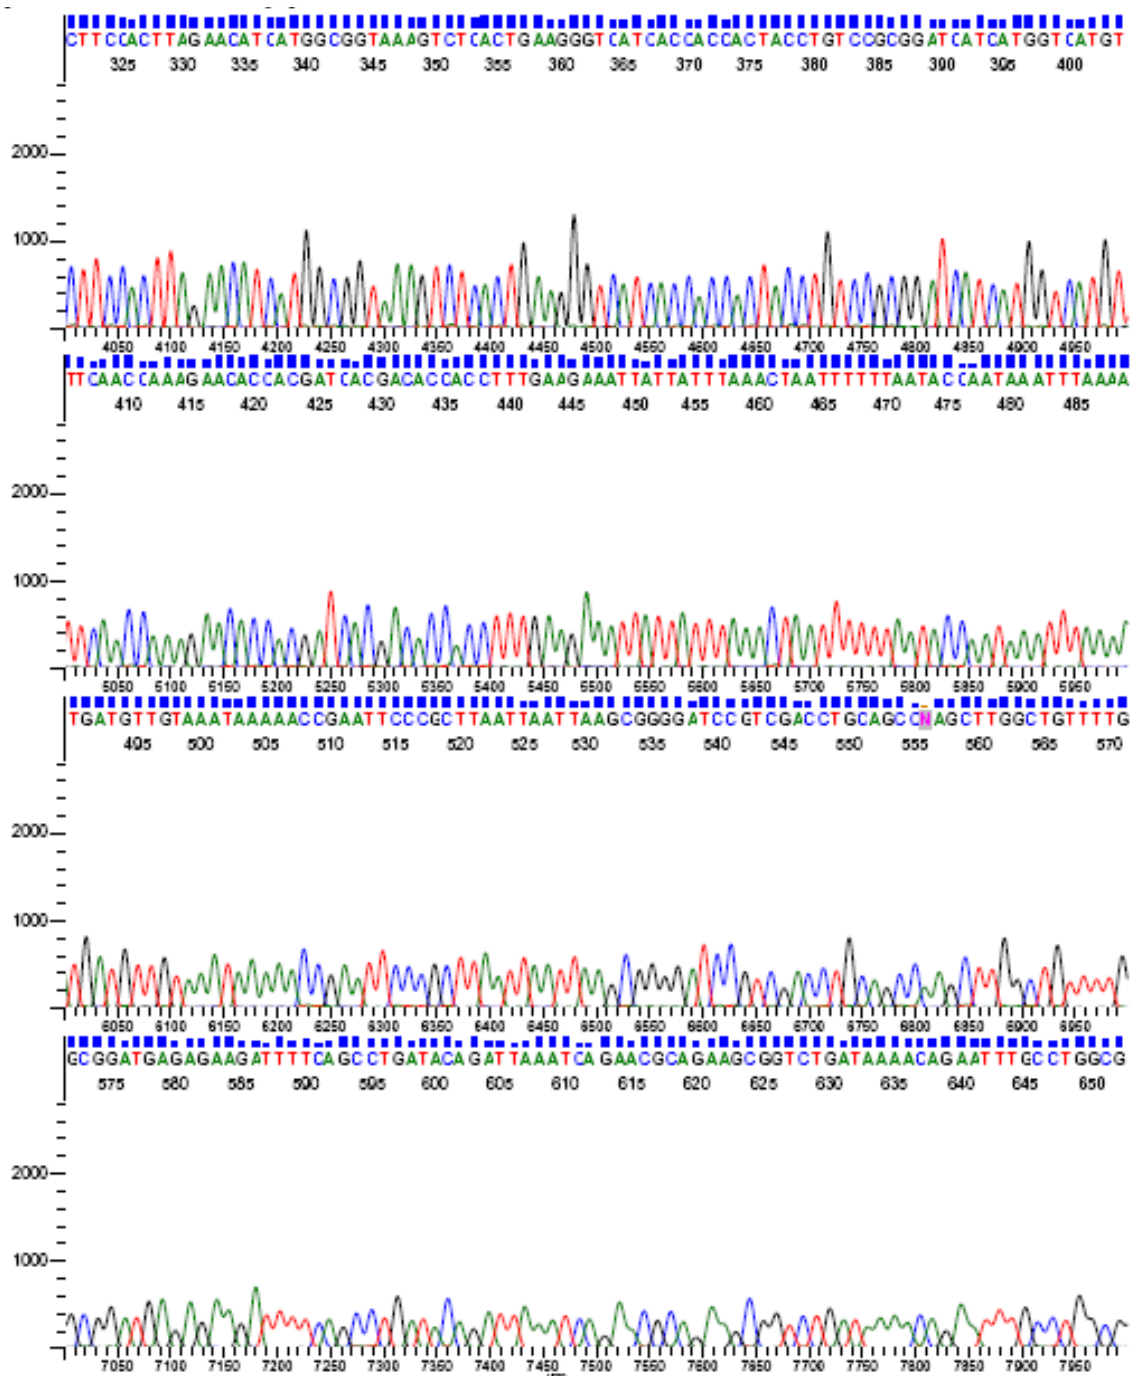 CTTCCACTTAGAACATCATGGCGGTAAAGTCTCACTGAAGGGTCATCACCACCACTACCTGTCCGCGGATCATCATGGTCATGT
325 330 335 340 345 350 355 360 365 370 375 380 385 390 395 400
2000
1000
4050 4100 4150 4200 4250 4300 4350 4400 4450 4500 4550 4600 4650 4700 4750 4800 4850 4900 4950
TTCAACCAAAGAACACCACGATCACGACACCACCTTTGAAGAAATTATTATTTAAACTAATTTTTTAATACCAATAAATTTAAAA
410 415 420 425 430 435 440 445 450 455 460 465 470 475 480 485
2000
1000
5050 5100 5150 5200 5250 5300 5350 5400 5450 5500 5550 5600 5650 5700 5750 5800 5850 5900 5950
TGATGTTGTAAATAAAAACCGAATTCCCGCTTAATTAATTAAGCGGGGATCCGTCGACCTGCAGCCNAGCTTGGCTGTTTTG
495 500 505 510 515 520 525 530 535 540 545 550 555 560 565 570
2000
1000
6050 6100 6150 6200 6250 6300 6350 6400 6450 6500 6550 6600 6650 6700 6750 6800 6850 6900 6950
GCGGATGAGAGAAGATTTTCAGCCTGATACAGATTAAATCAGAACGCAGAAGCGGTCTGATAAAACAGAATTTGCCTGGCG
575 580 585 590 595 600 605 610 615 620 625 630 635 640 645 650
2000
1000
7050 7100 7150 7200 7250 7300 7350 7400 7450 7500 7550 7600 7650 7700 7750 7800 7850 7900 7950